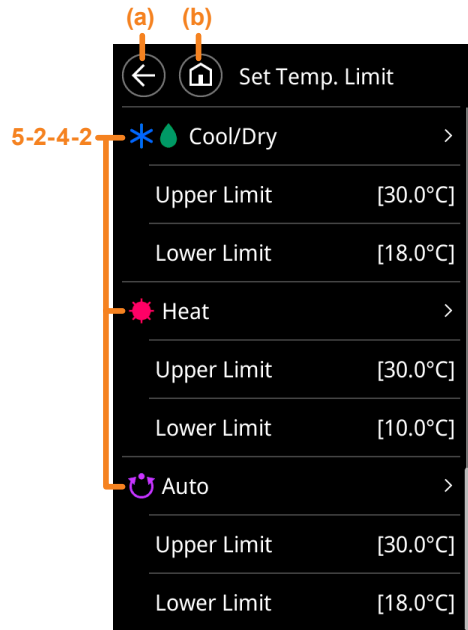 (a) (b)
Set Temp. Limit
5-2-4-2 Cool/Dry >
Upper Limit [30.0°C]
Lower Limit [18.0°C]
Heat >
Upper Limit [30.0°C]
Lower Limit [10.0°C]
Auto >
Upper Limit [30.0°C]
Lower Limit [18.0°C]